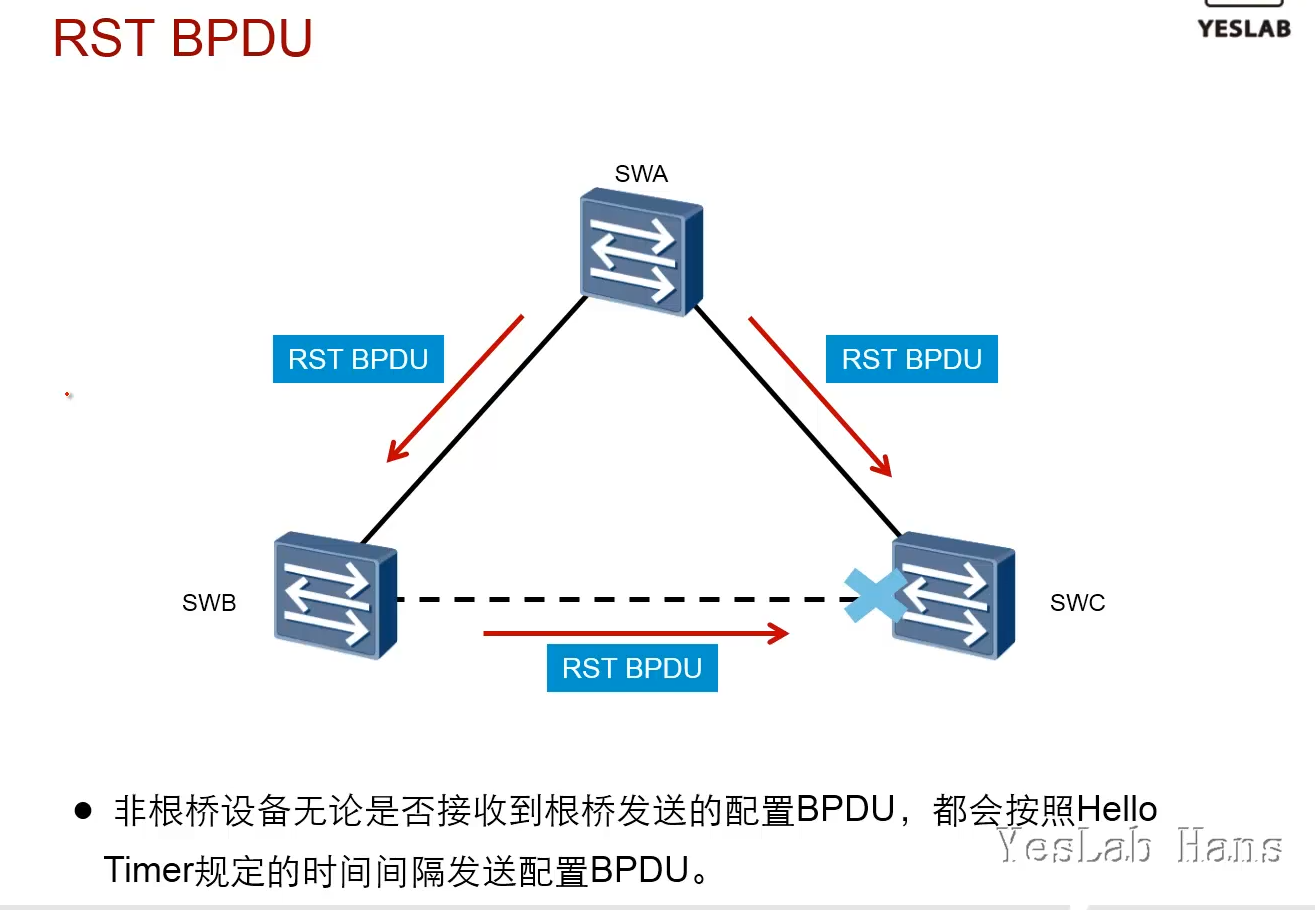 RST BPDU
YESLAB
SWA
RST BPDU
RST BPDU
SWB
SWC
RST BPDU
● 非根桥设备无论是否接收到根桥发送的配置BPDU，都会按照Hello
Timer规定的时间间隔发送配置BPDU。
YesLab Hans